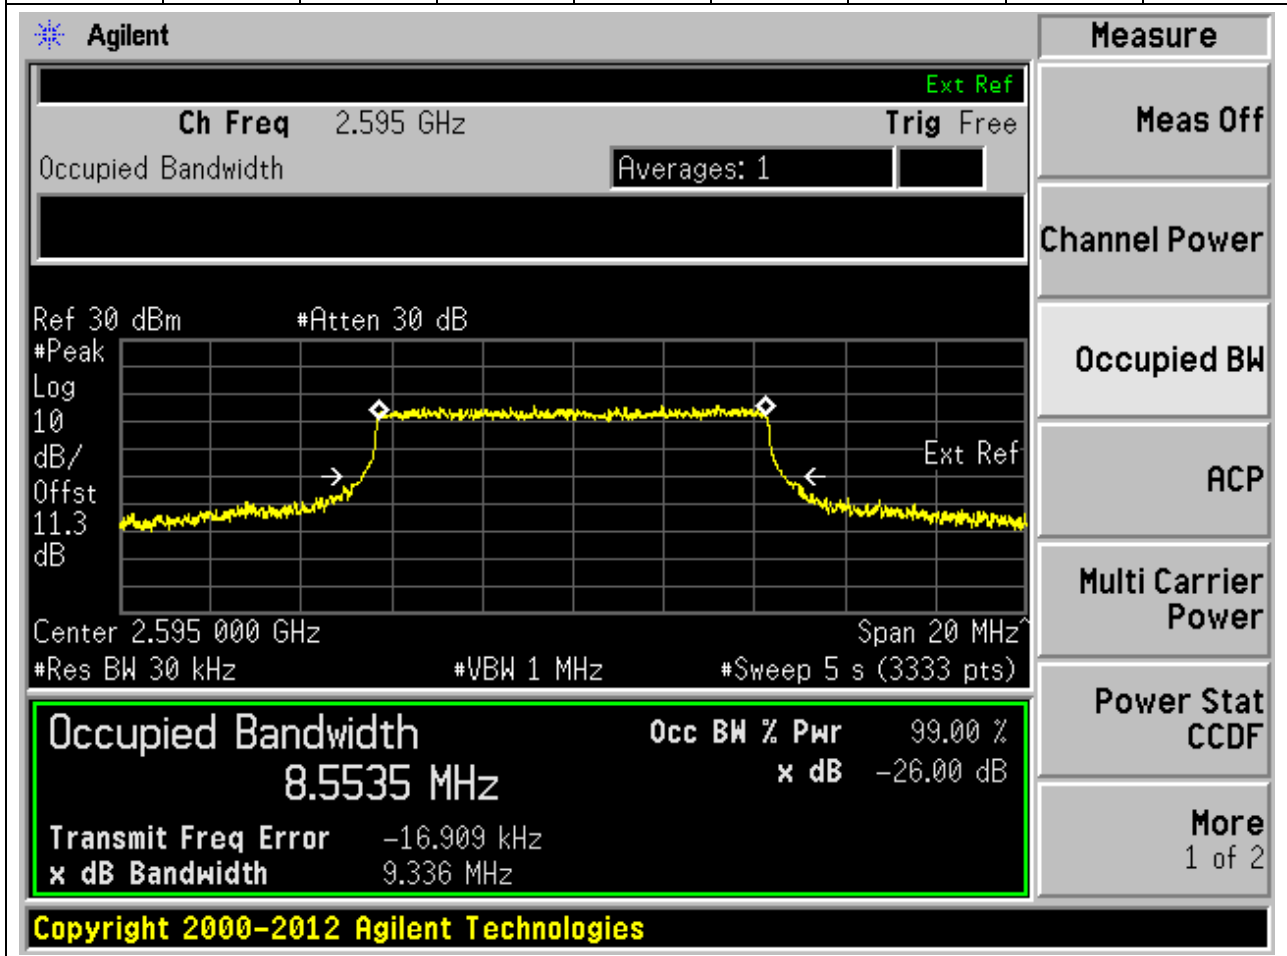 Agilent
Measure
Ext Ref
Ch Freq 2.595 GHz Trig Free
Meas Off
Occupied Bandwidth Averages: 1
Channel Power
Ref 30 dBm #Atten 30 dB
#Peak
Log
10
dB/
Offst
11.3
dB
Ext Ref
Occupied BW
ACP
Center 2.595 000 GHz Span 20 MHz^
#Res BW 30 kHz #VBW 1 MHz #Sweep 5 s (3333 pts)
Multi Carrier
Power
Occupied Bandwidth Occ BW % Pwr 99.00 %
8.5535 MHz x dB -26.00 dB
Transmit Freq Error -16.909 kHz
x dB Bandwidth 9.336 MHz
Power Stat
CCDF
More
1 of 2
Copyright 2000-2012 Agilent Technologies